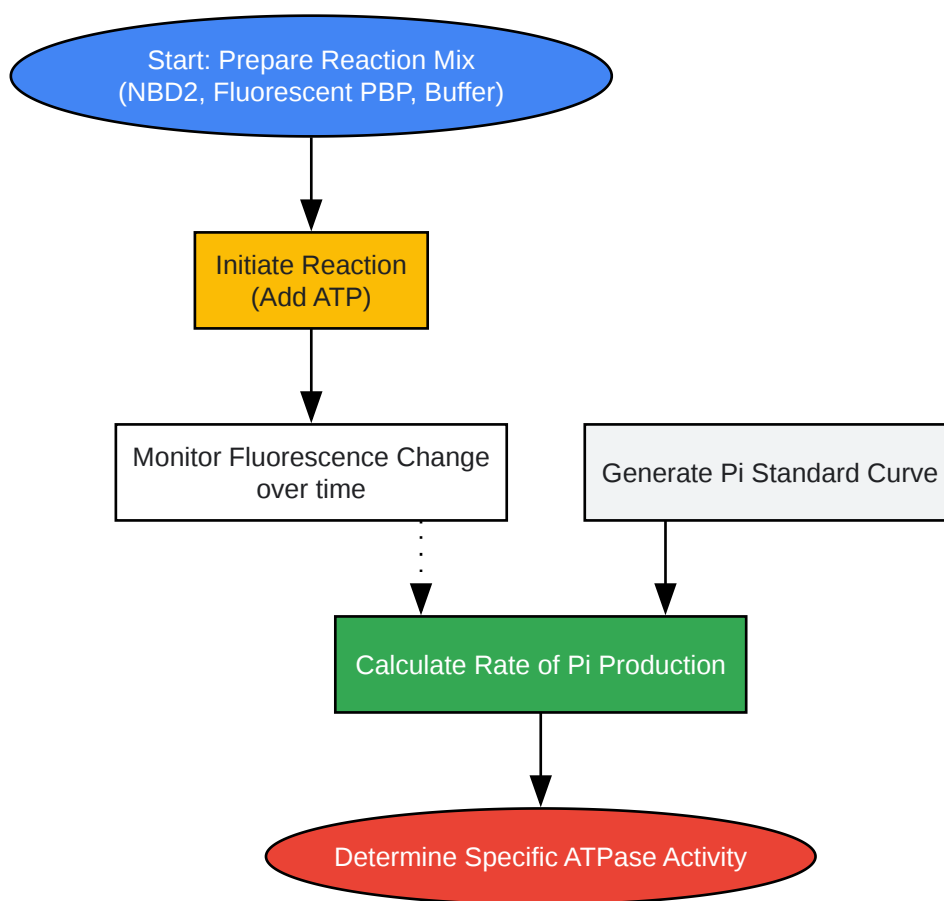 Start: Prepare Reaction Mix
(NBD2, Fluorescent PBP, Buffer)
Initiate Reaction
(Add ATP)
Monitor Fluorescence Change
over time
Generate Pi Standard Curve
Calculate Rate of Pi Production
Determine Specific ATPase Activity